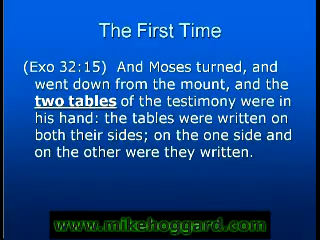 The First Time
(Exo 32:15)  And Moses turned, and
went down from the mount, and the
two tables of the testimony were in
his hand: the tables were written on
both their sides; on the one side and
on the other were they written.
www.mikehoggard.com